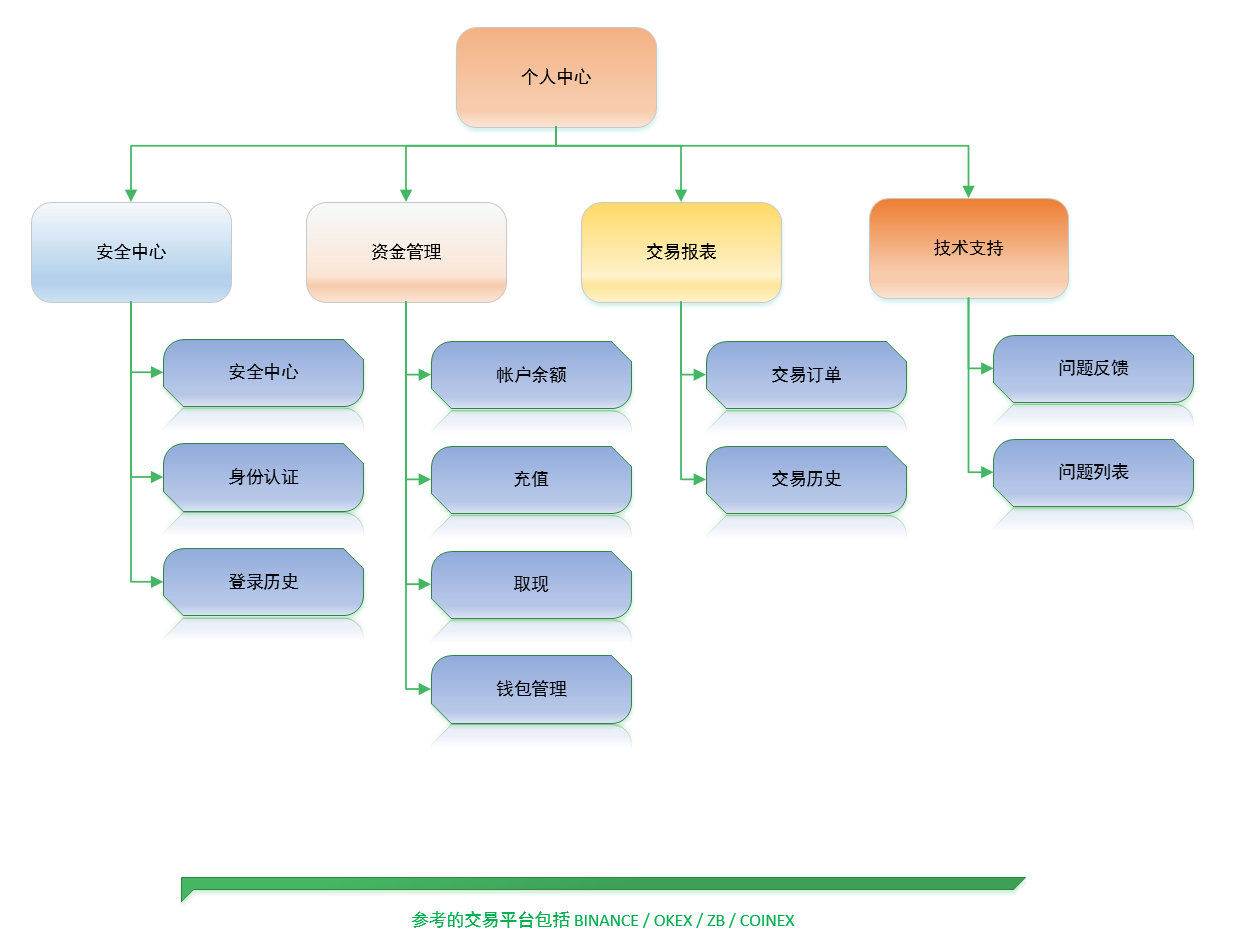 个人中心
安全中心
资金管理
交易报表
技术支持
安全中心
身份认证
登录历史
帐户余额
充值
取现
钱包管理
交易订单
交易历史
问题反馈
问题列表
参考的交易平台包括 BINANCE / OKEX / ZB / COINEX